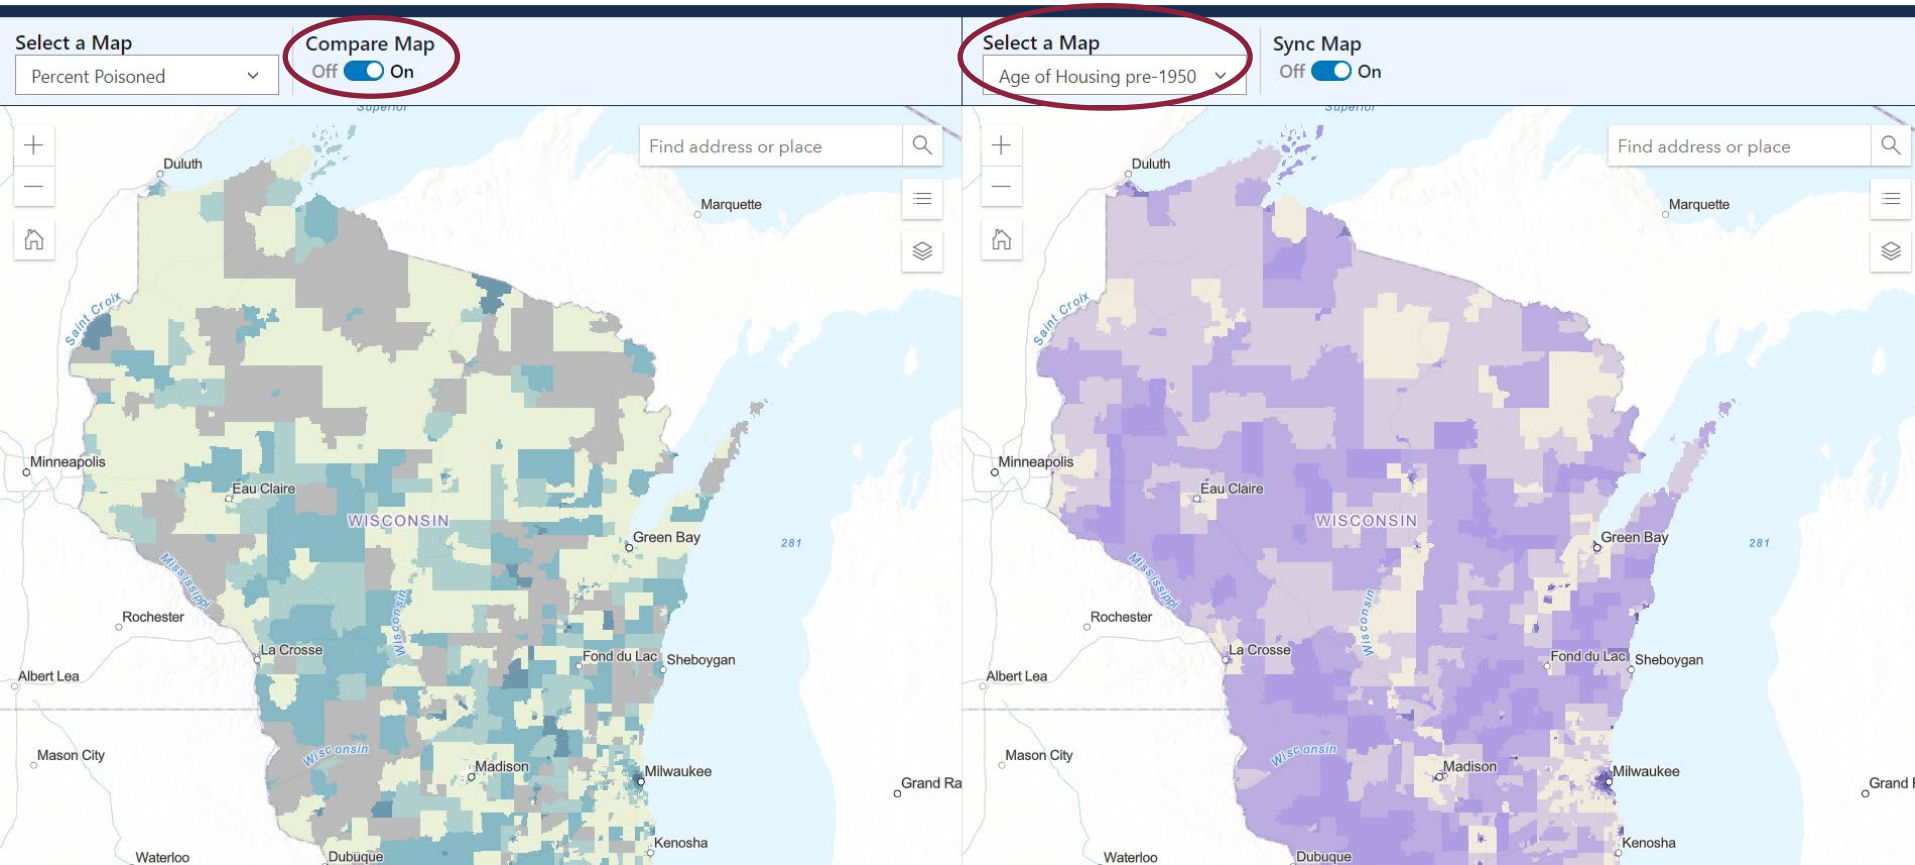 Select a Map
Percent Poisoned
Compare Map
Off On
Superior
Find address or place
Duluth
Marquette
Saint Croix
Minneapolis
Eau Claire
WISCONSIN
Green Bay
281
Mississippi
Rochester
Wisconsin
La Crosse
Fond du Lac
Sheboygan
Albert Lea
Wisconsin
Mason City
Madison
Milwaukee
Grand Ra
Kenosha
Waterloo
Dubuque
Select a Map
Age of Housing pre-1950
Sync Map
Off On
Superior
Find address or place
Duluth
Marquette
Saint Croix
Minneapolis
Eau Claire
WISCONSIN
Green Bay
281
Mississippi
Rochester
Wisconsin
La Crosse
Fond du Lac
Sheboygan
Albert Lea
Wisconsin
Mason City
Madison
Milwaukee
Grand
Kenosha
Waterloo
Dubuque